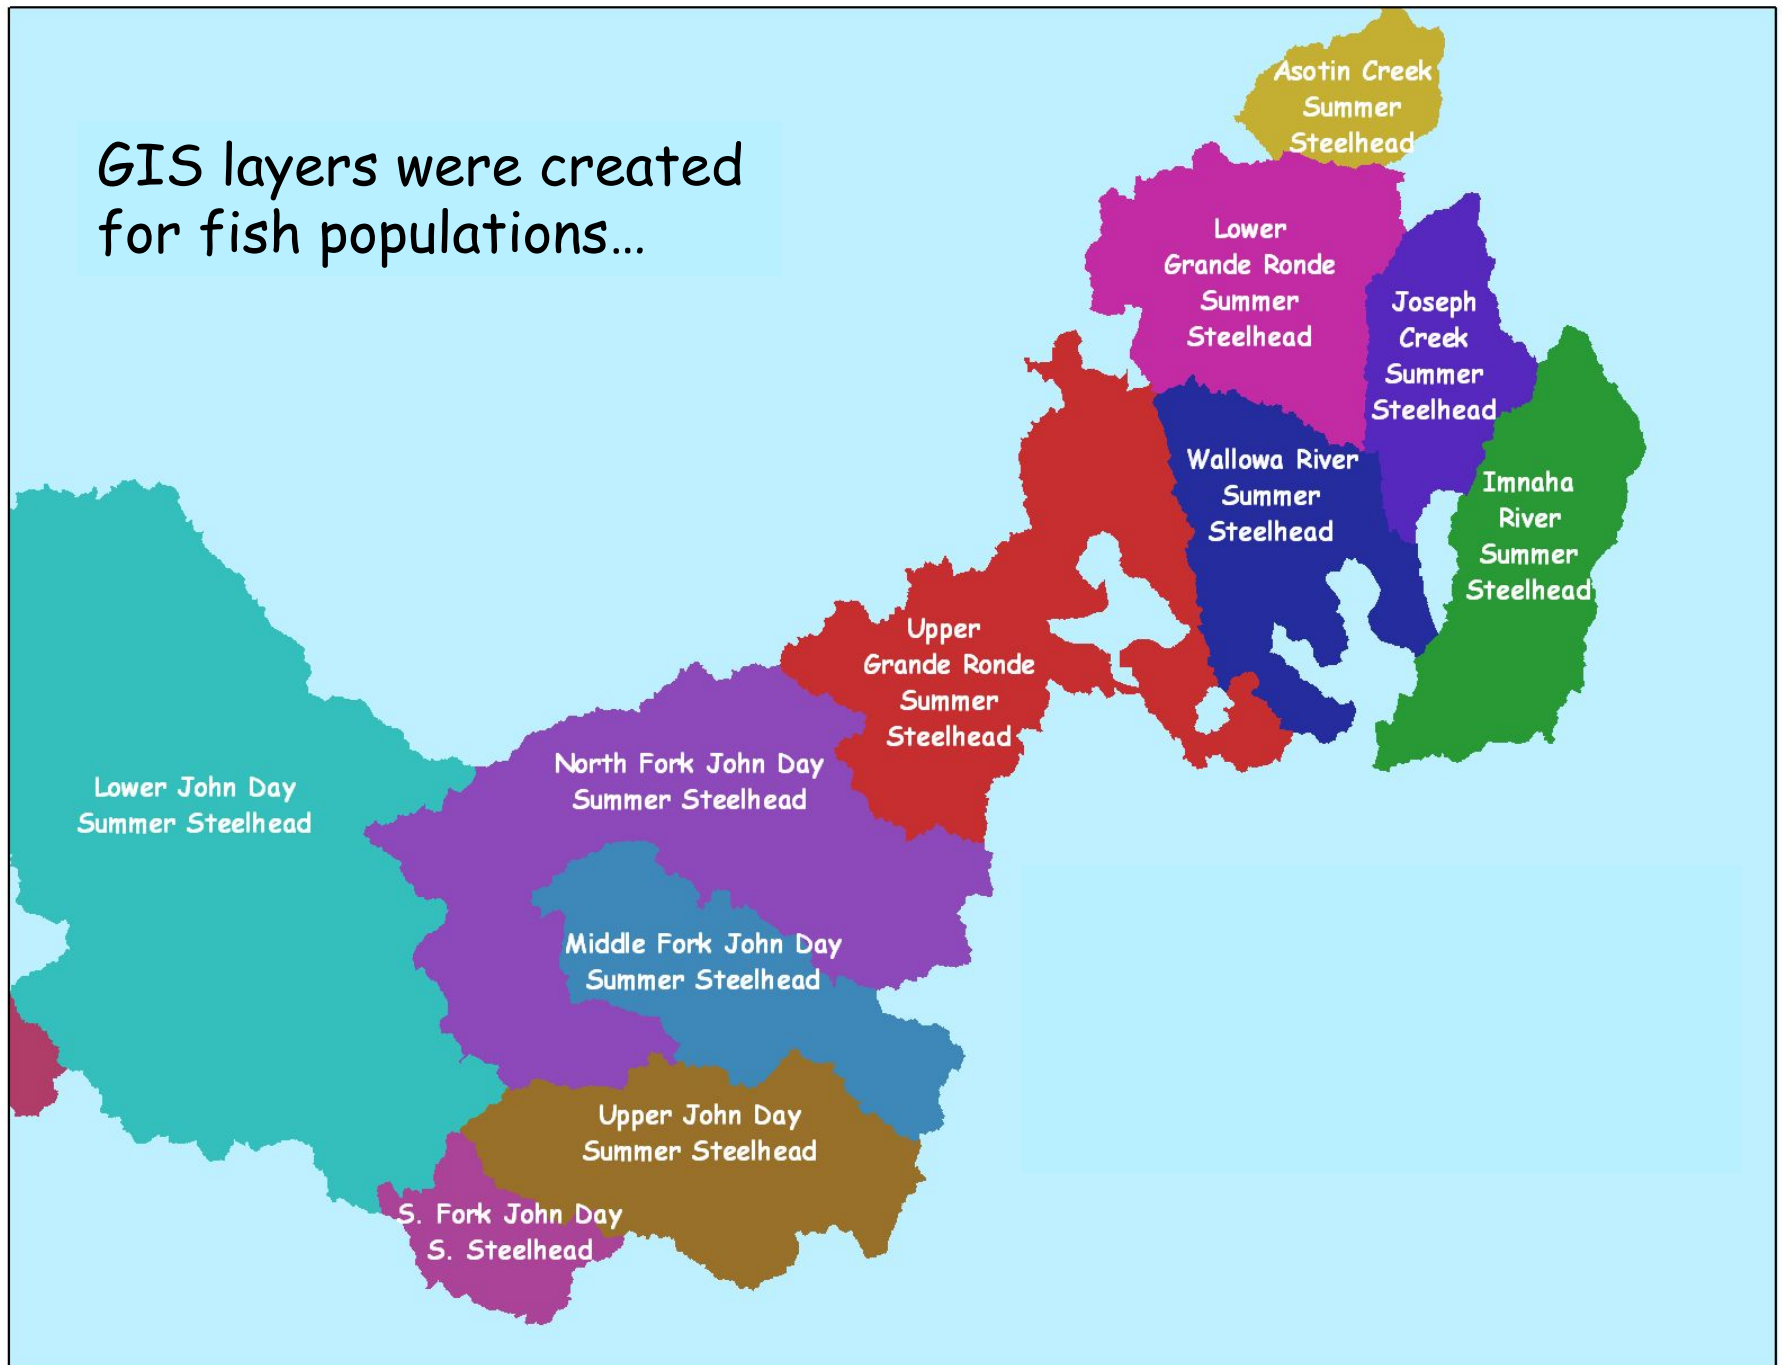 GIS layers were created
for fish populations…
Asotin Creek
Summer
Steelhead
Lower
Grande Ronde
Summer
Steelhead
Joseph
Creek
Summer
Steelhead
Wallowa River
Summer
Steelhead
Imnaha
River
Summer
Steelhead
Upper
Grande Ronde
Summer
Steelhead
North Fork John Day
Summer Steelhead
Lower John Day
Summer Steelhead
Middle Fork John Day
Summer Steelhead
Upper John Day
Summer Steelhead
S. Fork John Day
S. Steelhead